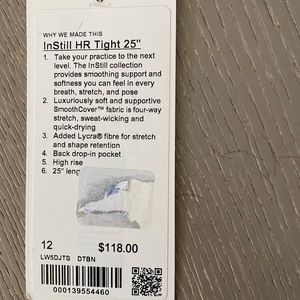 WHY WE MADE THIS
InStill HR Tight 25"
1. Take your practice to the next
level. The InStill collection
provides smoothing support and
softness you can feel in every
breath, stretch, and pose
2. Luxuriously soft and supportive
SmoothCover™ fabric is four-way
stretch, sweat-wicking and
quick-drying
3. Added Lycra® fibre for stretch
and shape retention
4. Back drop-in pocket
5. High rise
6. 25"
12 $118.00
LW5DJTS DTBN
000139554460